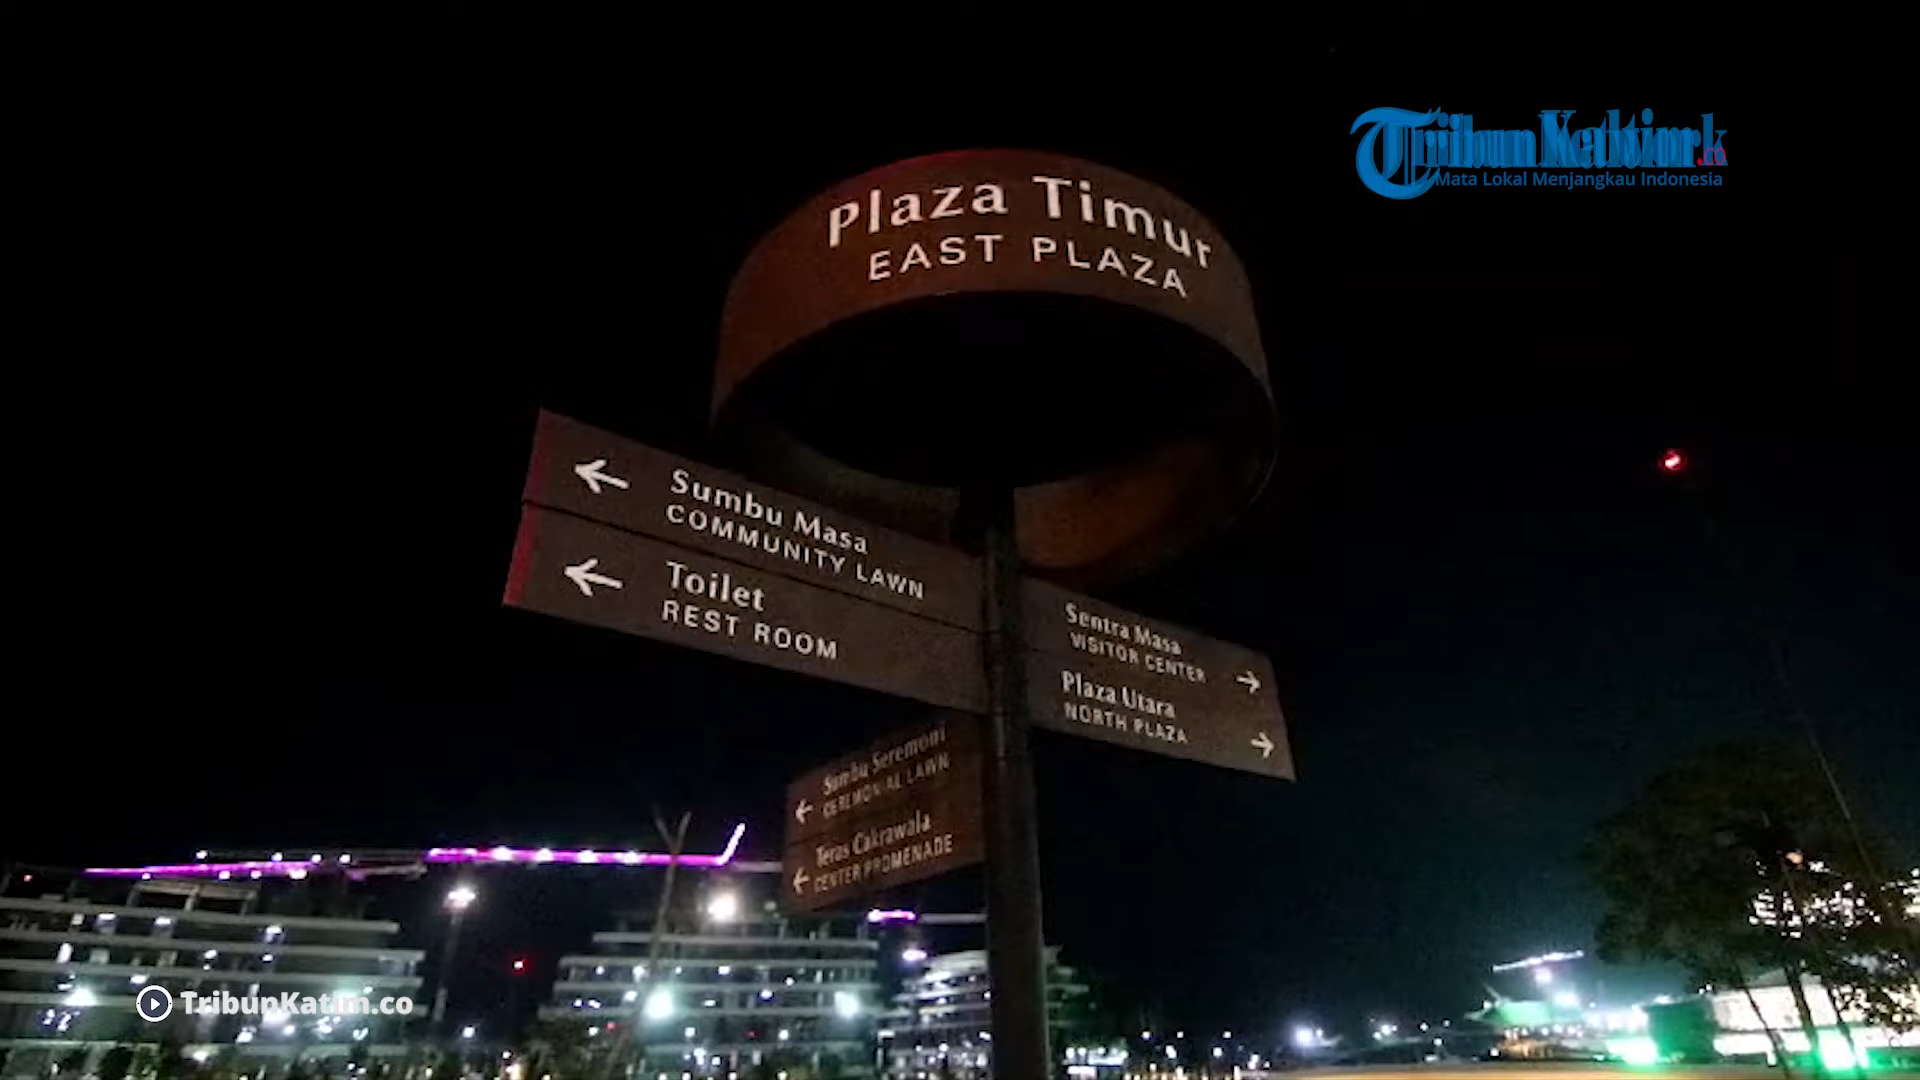 Mata Lokal Menjangkau Indonesia
Plaza Timur
EAST PLAZA
Sumbu Masa
COMMUNITY LAWN
Toilet
REST ROOM
Sentra Masa
VISITOR CENTER
Plaza Utara
NORTH PLAZA
Sumbu Seremoni
CEREMONIAL LAWN
Teras Cakrawala
CENTER PROMENADE
TribunKatim.co